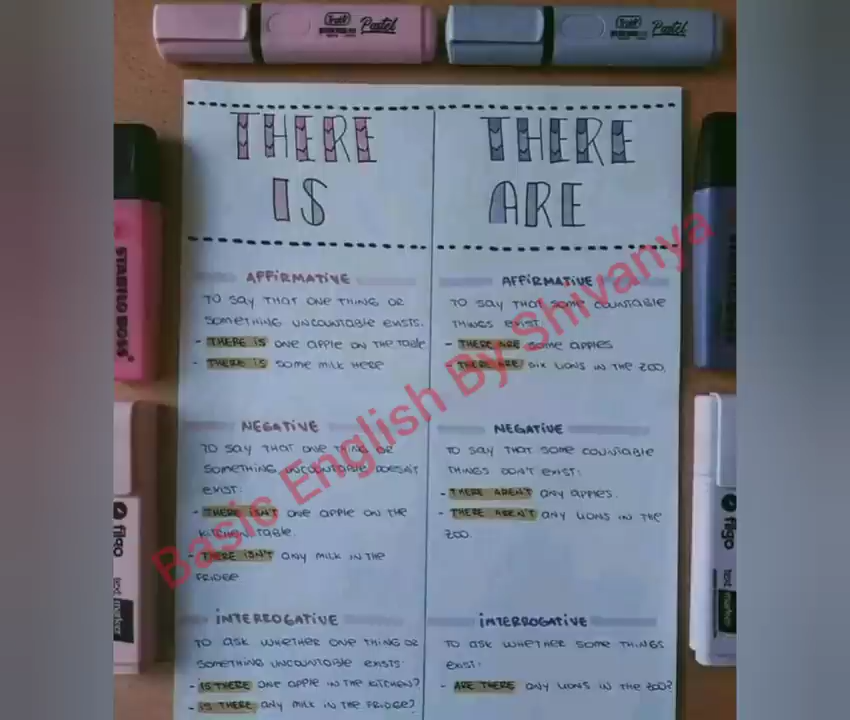 Trabi Pastel
Pastel
THERE IS
AFFIRMATIVE
TO SAY THAT ONE THING OR
SOMETHING UNCOUNTABLE EXISTS.
- THERE IS ONE APPLE ON THE TABLE
- THERE IS SOME MILK HERE
NEGATIVE
TO SAY THAT ONE THING OR
SOMETHING UNCOUNTABLE DOESN'T
EXIST:
- THERE ISN'T ONE APPLE ON THE
KITCHEN TABLE.
- THERE ISN'T ANY MILK IN THE
FRIDGE
INTERROGATIVE
TO ASK WHETHER ONE THING OR
SOMETHING UNCOUNTABLE EXISTS:
- IS THERE ONE APPLE IN THE KITCHEN?
- IS THERE ANY MILK IN THE FRIDGE?
THERE ARE
AFFIRMATIVE
TO SAY THAT SOME COUNTABLE
THINGS EXIST:
- THERE ARE SOME APPLES
- THERE ARE SIX LIONS IN THE ZOO.
NEGATIVE
TO SAY THAT SOME COUNTABLE
THINGS DON'T EXIST:
- THERE AREN'T ANY APPLES.
- THERE AREN'T ANY LIONS IN THE
ZOO.
INTERROGATIVE
TO ASK WHETHER SOME THINGS
EXIST:
- ARE THERE ANY LIONS IN THE ZOO?
Basic English By Shivanya
STABILO BOSS
filgo
text marker
filgo
text marker